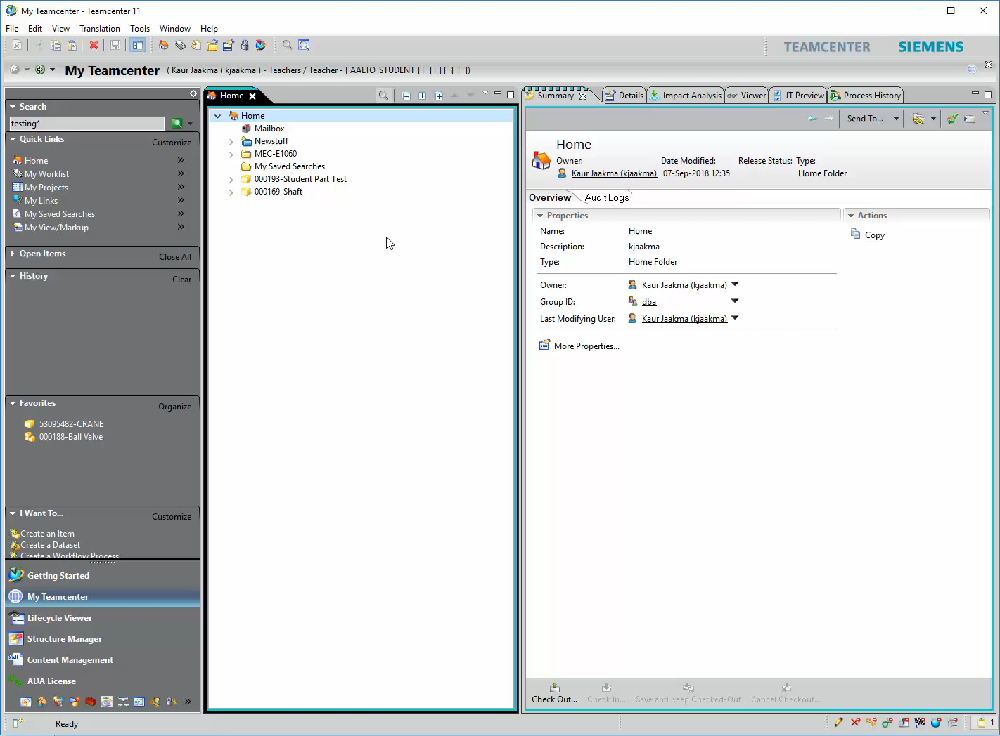 My Teamcenter - Teamcenter 11
File Edit View Translation Tools Window Help
TEAMCENTER SIEMENS
My Teamcenter ( Kaur Jaakma ( kjaakma ) - Teachers / Teacher - [ AALTO_STUDENT ] [ ] [ ] [ ] [ ])
Search
testing*
Quick Links Customize
Home
My Worklist
My Projects
My Links
My Saved Searches
My View/Markup
Open Items Close All
History Clear
Favorites Organize
53095482-CRANE
000188-Ball Valve
I Want To... Customize
Create an Item
Create a Dataset
Create a Workflow Process
Getting Started
My Teamcenter
Lifecycle Viewer
Structure Manager
Content Management
ADA License
Home
Home
Mailbox
Newstuff
MEC-E1060
My Saved Searches
000193-Student Part Test
000169-Shaft
Summary Details Impact Analysis Viewer JT Preview Process History
Send To...
Home
Owner: Date Modified: Release Status: Type:
Kaur Jaakma (kjaakma) 07-Sep-2018 12:35 Home Folder
Overview Audit Logs
Properties Actions
Name: Home
Copy
Description: kjaakma
Type: Home Folder
Owner: Kaur Jaakma (kjaakma)
Group ID: dba
Last Modifying User: Kaur Jaakma (kjaakma)
More Properties...
Check Out... Check In... Save and Keep Checked-Out Cancel Checkout...
Ready 1